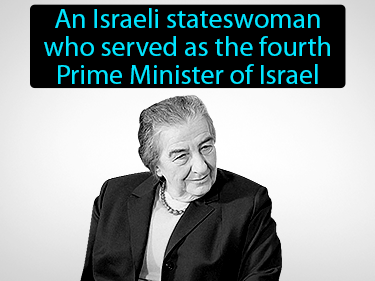 An Israeli stateswoman
who served as the fourth
Prime Minister of Israel